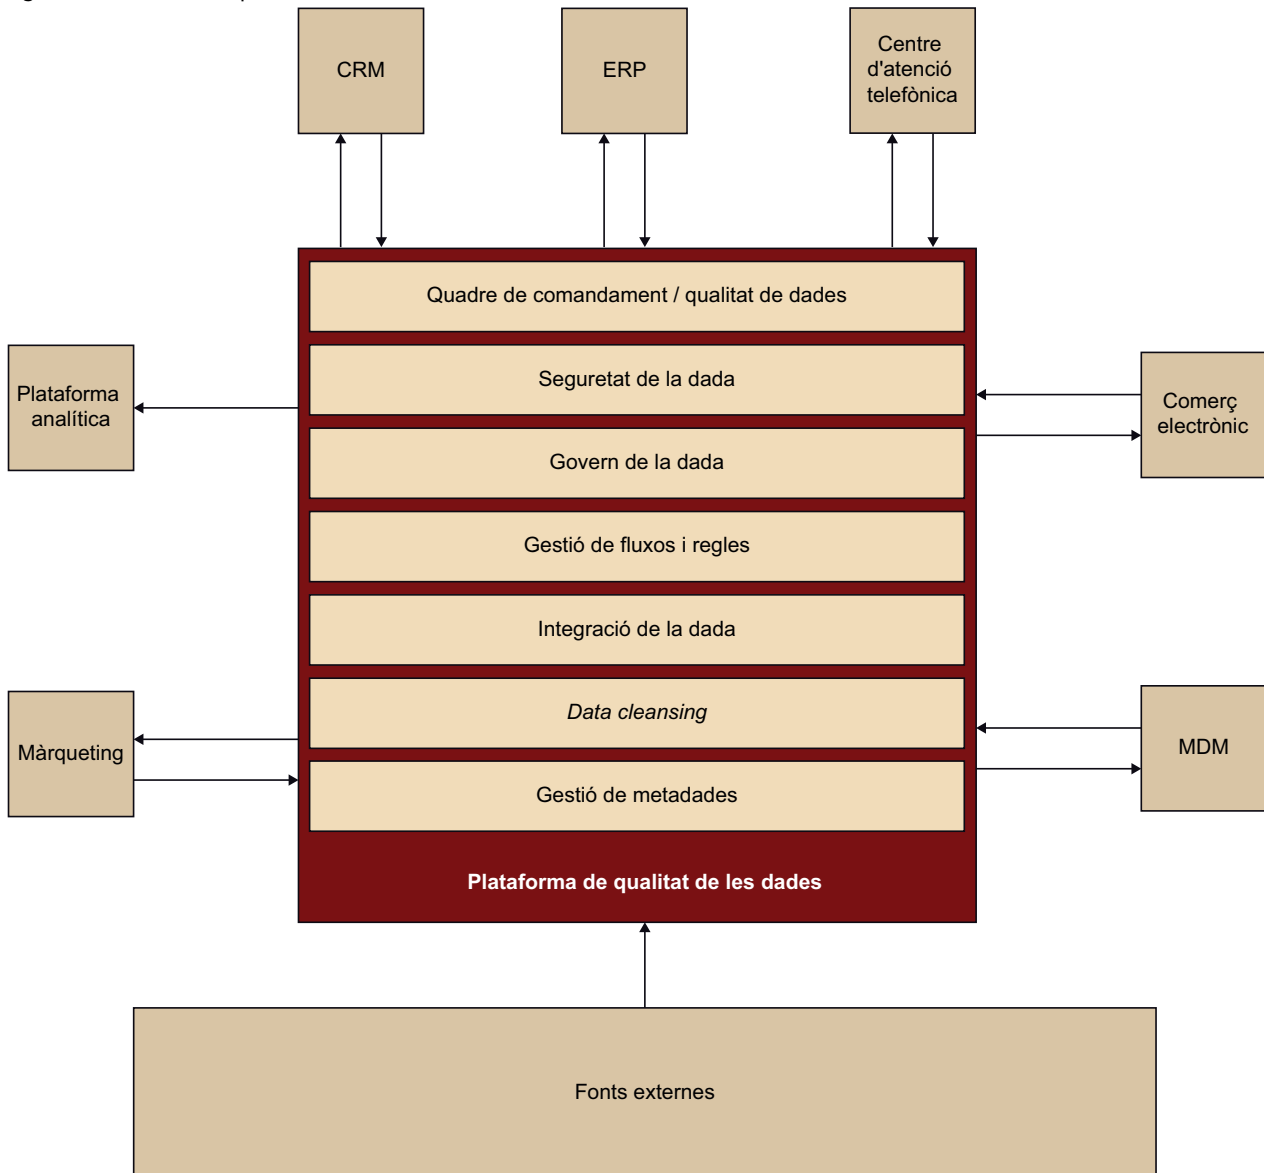 CRM
ERP
Centre
d'atenció
telefònica
Quadre de comandament / qualitat de dades
Seguretat de la dada
Govern de la dada
Gestió de fluxos i regles
Integració de la dada
Data cleansing
Gestió de metadades
Plataforma de qualitat de les dades
Plataforma
analítica
Màrqueting
Comerç
electrònic
MDM
Fonts externes